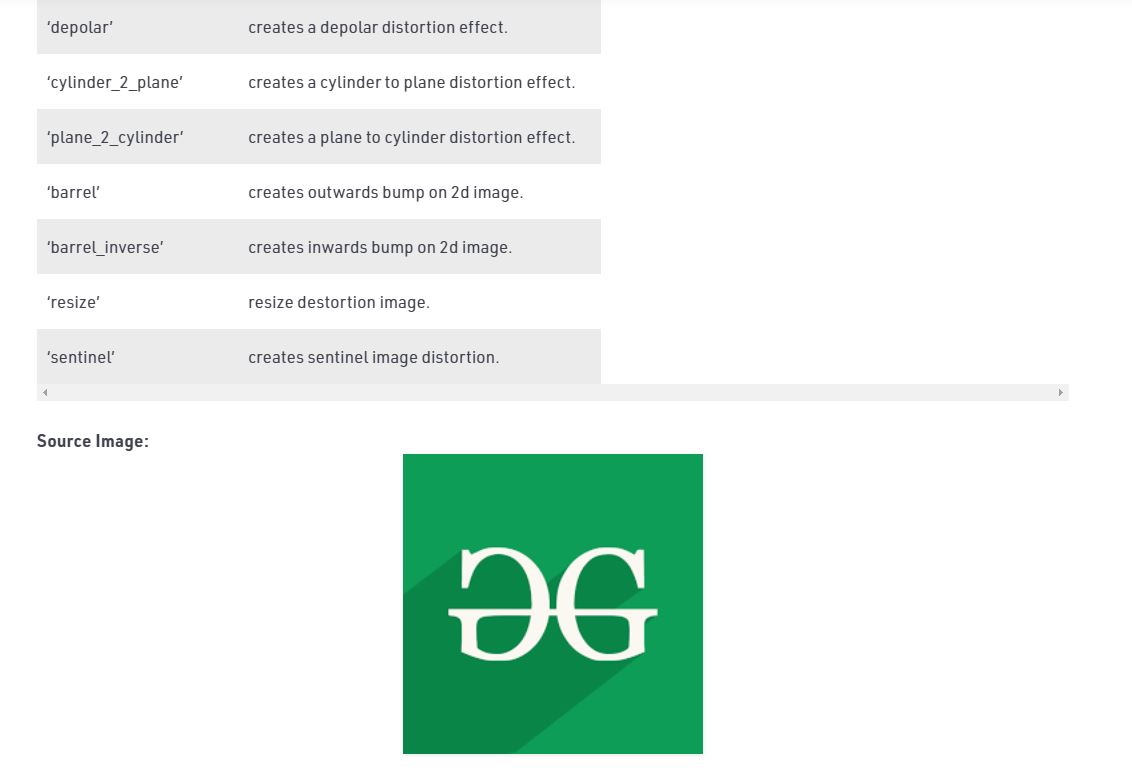 ‘depolar’ creates a depolar distortion effect.
‘cylinder_2_plane’ creates a cylinder to plane distortion effect.
‘plane_2_cylinder’ creates a plane to cylinder distortion effect.
‘barrel’ creates outwards bump on 2d image.
‘barrel_inverse’ creates inwards bump on 2d image.
‘resize’ resize destortion image.
‘sentinel’ creates sentinel image distortion.
Source Image: